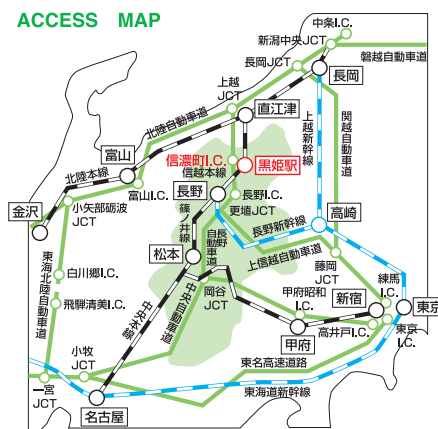 ACCESS MAP
中条I.C.
新潟中央JCT
磐越自動車道
長岡JCT
長岡
上越JCT
直江津
北陸自動車道
上越新幹線
関越自動車道
富山
信濃町I.C.
黒姫駅
信越本線
北陸本線
富山I.C.
長野
長野I.C.
金沢
小矢部砺波JCT
篠ノ井線
更埴JCT
高崎
長野自動車道
長野新幹線
上信越自動車道
松本
藤岡JCT
東海北陸自動車道
白川郷I.C.
岡谷JCT
練馬I.C.
甲府昭和I.C.
新宿
東京
飛騨清美I.C.
中央本線
中央自動車道
甲府
高井戸I.C.
東京I.C.
小牧JCT
東名高速道路
一宮JCT
東海道新幹線
名古屋